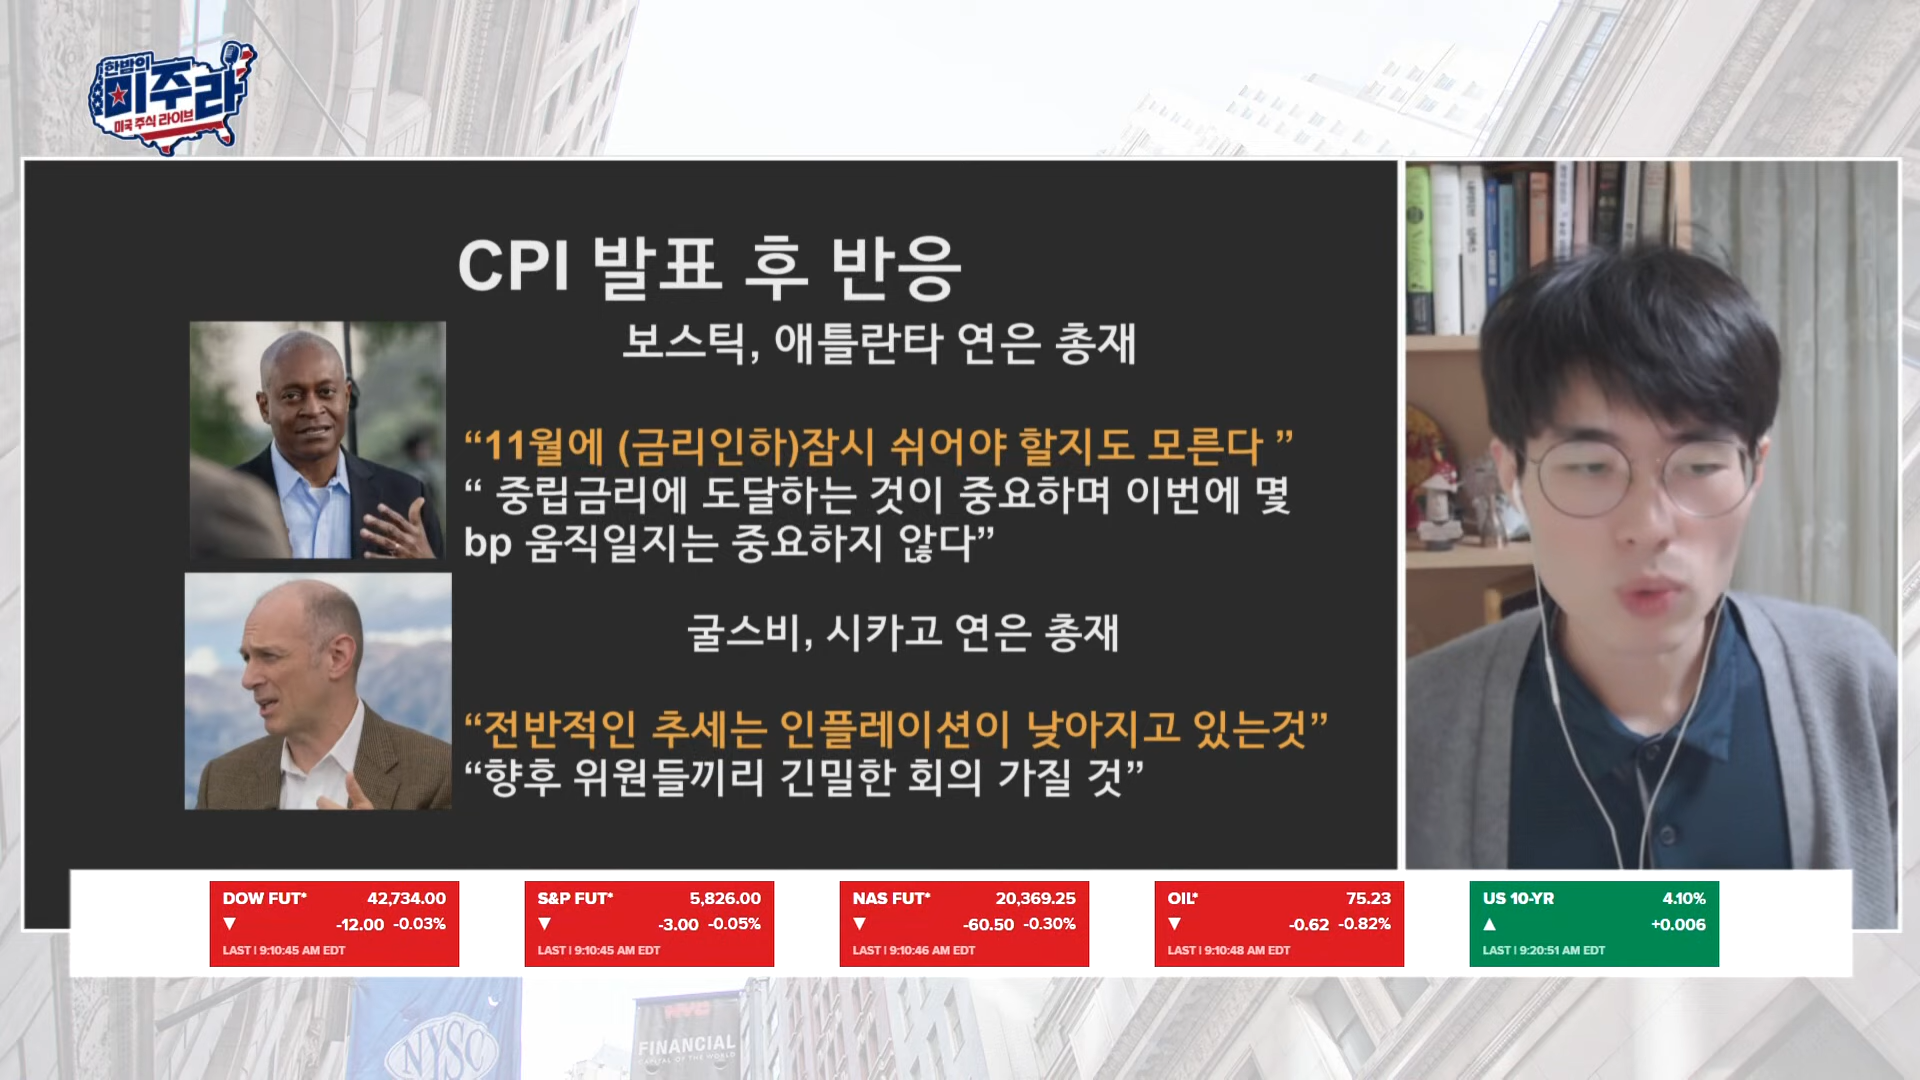 한밤의
미주라
미국 주식 라이브
CPI 발표 후 반응
보스틱, 애틀란타 연은 총재
“11월에 (금리인하)잠시 쉬어야 할지도 모른다 ”
“ 중립금리에 도달하는 것이 중요하며 이번에 몇
bp 움직일지는 중요하지 않다”
굴스비, 시카고 연은 총재
“전반적인 추세는 인플레이션이 낮아지고 있는것”
“향후 위원들끼리 긴밀한 회의 가질 것”
DOW FUT* 42,734.00
▼ -12.00 -0.03%
LAST | 9:10:45 AM EDT
S&P FUT* 5,826.00
▼ -3.00 -0.05%
LAST | 9:10:45 AM EDT
NAS FUT* 20,369.25
▼ -60.50 -0.30%
LAST | 9:10:46 AM EDT
OIL* 75.23
▼ -0.62 -0.82%
LAST | 9:10:48 AM EDT
US 10-YR 4.10%
▲ +0.006
LAST | 9:20:51 AM EDT
NYSC
NYC
FINANCIAL
CAPITAL OF THE WORLD